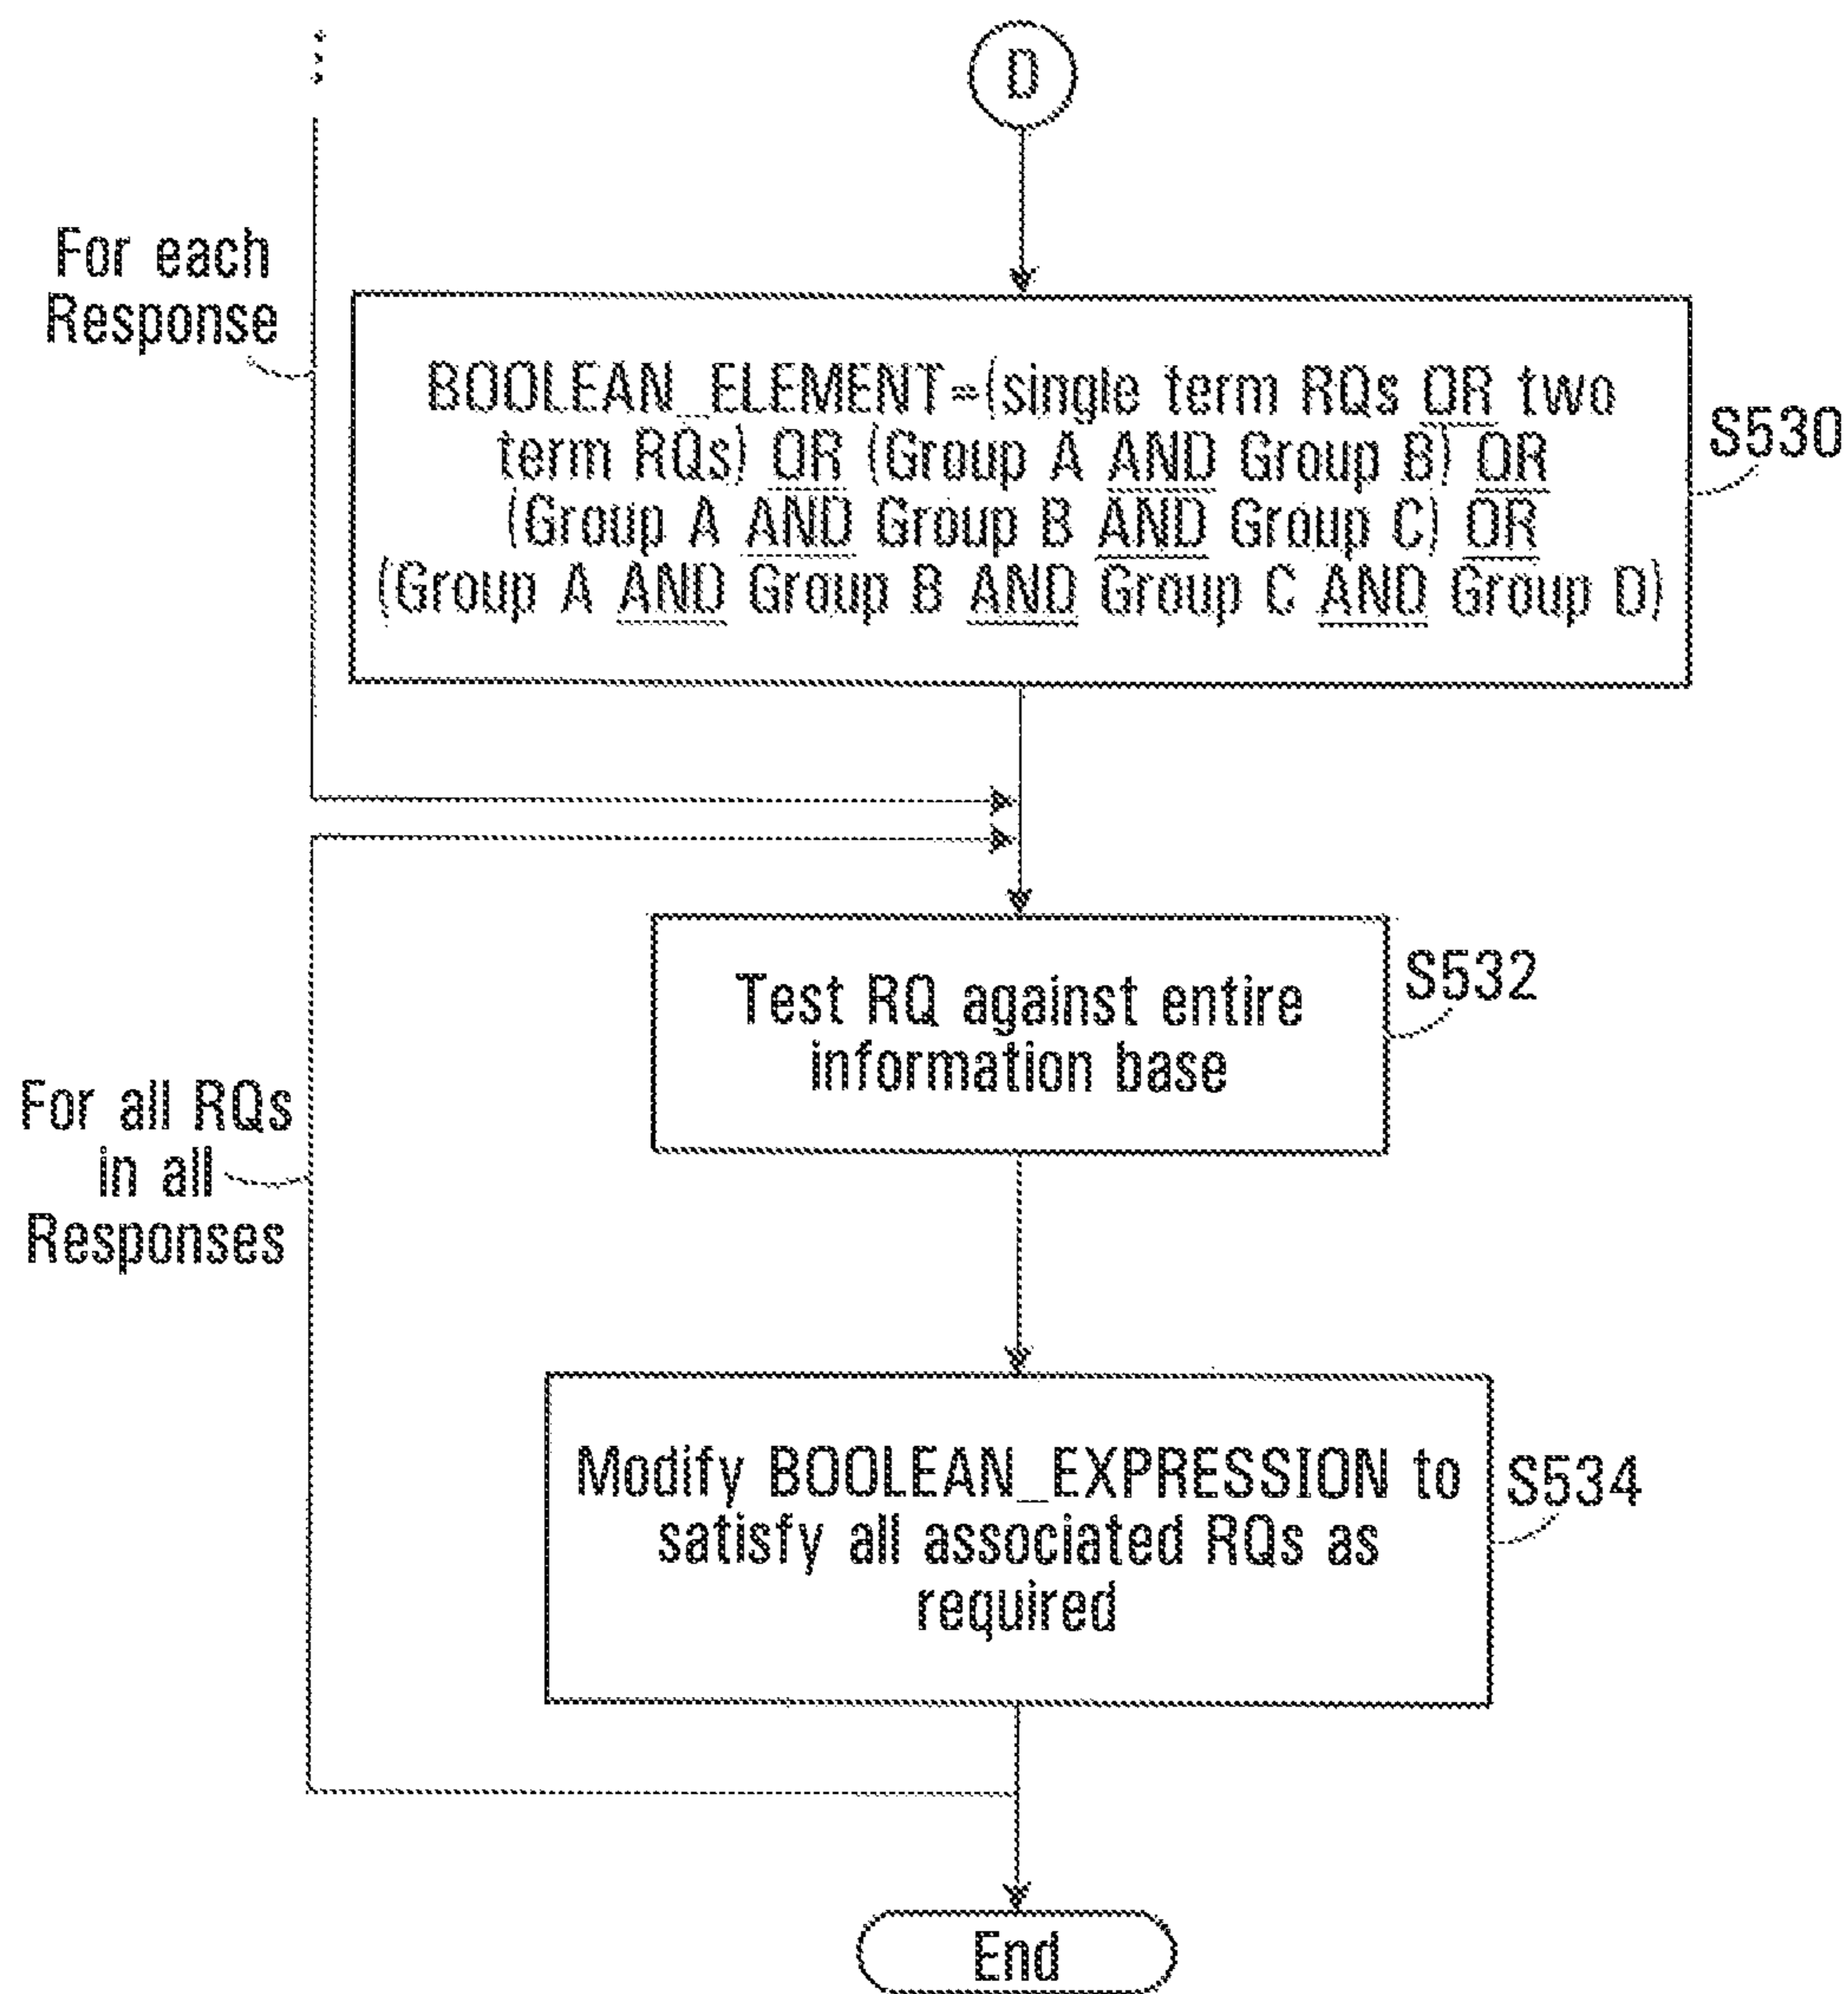 D
For each
Response
BOOLEAN_ELEMENT=(single term RQs OR two
term RQs) OR (Group A AND Group B) OR
(Group A AND Group B AND Group C) OR
(Group A AND Group B AND Group C AND Group D)
S530
Test RQ against entire
information base
S532
For all RQs
in all
Responses
Modify BOOLEAN_EXPRESSION to
satisfy all associated RQs as
required
S534
End